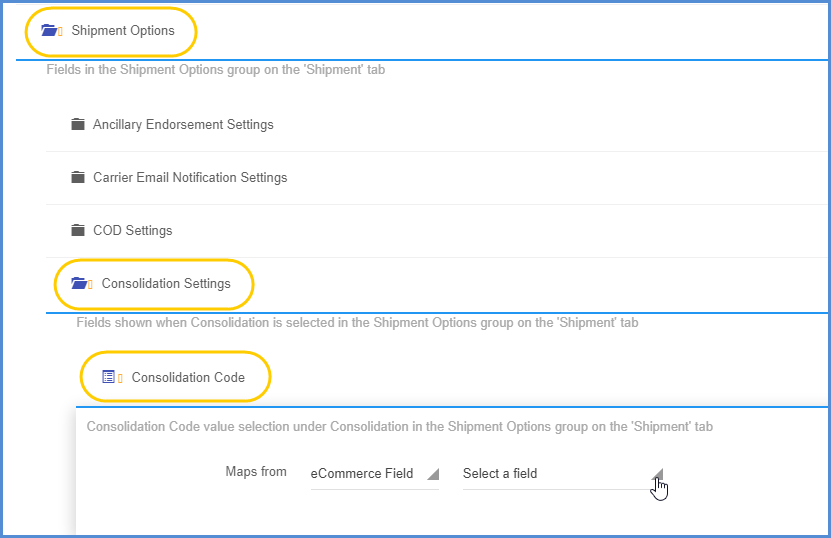 Shipment Options
Fields in the Shipment Options group on the 'Shipment' tab
Ancillary Endorsement Settings
Carrier Email Notification Settings
COD Settings
Consolidation Settings
Fields shown when Consolidation is selected in the Shipment Options group on the 'Shipment' tab
Consolidation Code
Consolidation Code value selection under Consolidation in the Shipment Options group on the 'Shipment' tab
Maps from eCommerce Field Select a field